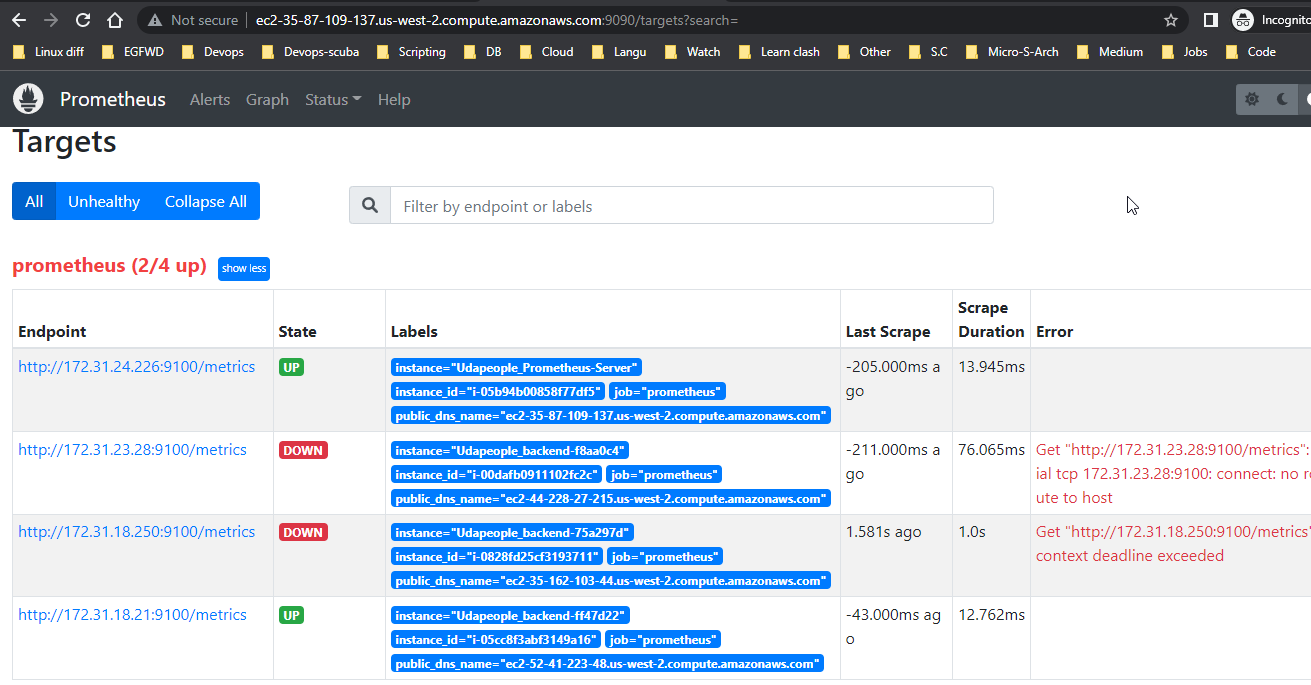 Not secure
ec2-35-87-109-137.us-west-2.compute.amazonaws.com:9090/targets?search=
Incognito
Linux diff
EGFWD
Devops
Devops-scuba
Scripting
DB
Cloud
Langu
Watch
Learn clash
Other
S.C
Micro-S-Arch
Medium
Jobs
Code
Prometheus
Alerts
Graph
Status
Help
Targets
All
Unhealthy
Collapse All
Filter by endpoint or labels
prometheus (2/4 up)
show less
Endpoint
State
Labels
Last Scrape
Scrape
Duration
Error
http://172.31.24.226:9100/metrics
UP
instance="Udapeople_Prometheus-Server"
instance_id="i-05b94b00858f77df5" job="prometheus"
public_dns_name="ec2-35-87-109-137.us-west-2.compute.amazonaws.com"
-205.000ms a
go
13.945ms
http://172.31.23.28:9100/metrics
DOWN
instance="Udapeople_backend-f8aa0c4"
instance_id="i-00dafb0911102fc2c" job="prometheus"
public_dns_name="ec2-44-228-27-215.us-west-2.compute.amazonaws.com"
-211.000ms a
go
76.065ms
Get "http://172.31.23.28:9100/metrics":
ial tcp 172.31.23.28:9100: connect: no ro
ute to host
http://172.31.18.250:9100/metrics
DOWN
instance="Udapeople_backend-75a297d"
instance_id="i-0828fd25cf3193711" job="prometheus"
public_dns_name="ec2-35-162-103-44.us-west-2.compute.amazonaws.com"
1.581s ago
1.0s
Get "http://172.31.18.250:9100/metrics"
context deadline exceeded
http://172.31.18.21:9100/metrics
UP
instance="Udapeople_backend-ff47d22"
instance_id="i-05cc8f3abf3149a16" job="prometheus"
public_dns_name="ec2-52-41-223-48.us-west-2.compute.amazonaws.com"
-43.000ms ag
o
12.762ms